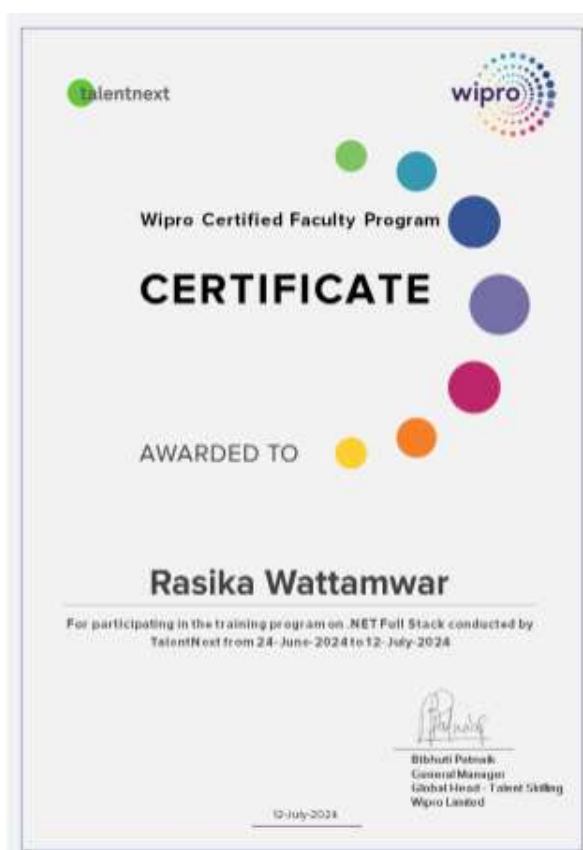 talentnext
wipro
Wipro Certified Faculty Program
CERTIFICATE
AWARDED TO
Rasika Wattamwar
For participating in the training program on .NET Full Stack conducted by
TalentNext from 24-June-2024 to 12-July-2024
Bibhuti Patnaik
General Manager
Global Head - Talent Skilling
Wipro Limited
12-July-2024